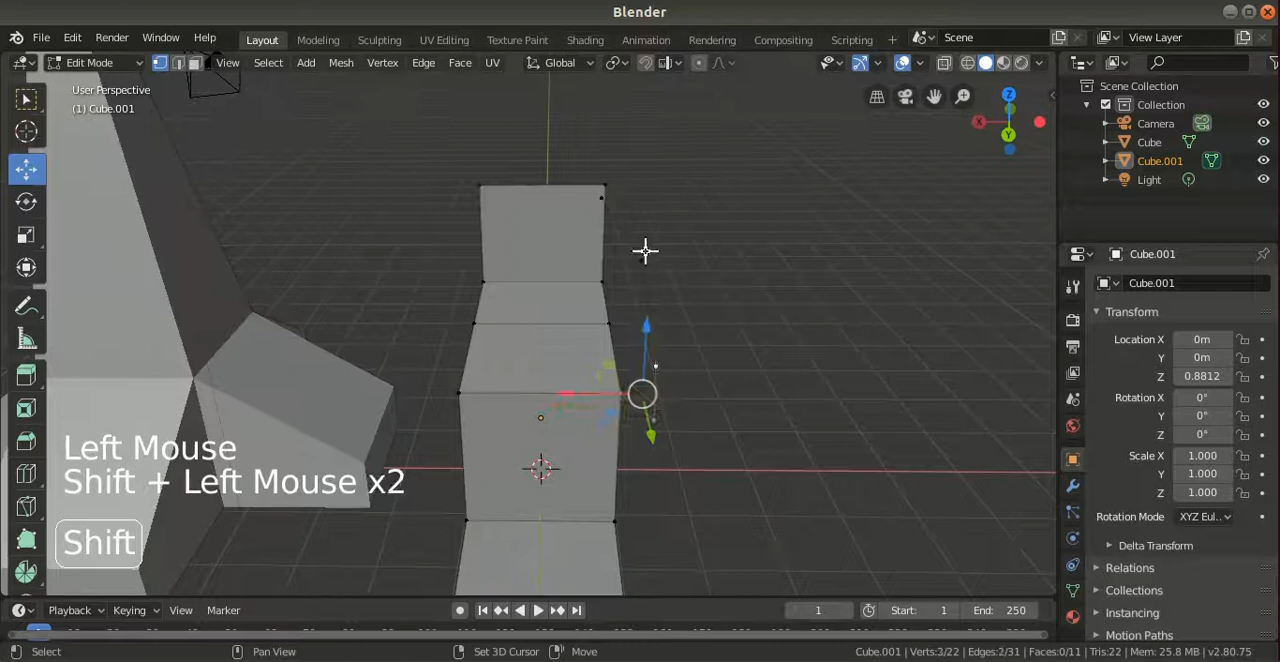 Blender
File Edit Render Window Help
Layout Modeling Sculpting UV Editing Texture Paint Shading Animation Rendering Compositing Scripting +
Scene
View Layer
Edit Mode View Select Add Mesh Vertex Edge Face UV
Global
User Perspective
(1) Cube.001
Z
X
Y
Scene Collection
Collection
Camera
Cube
Cube.001
Light
Cube.001
Cube.001
Transform
Location X 0m
Y 0m
Z 0.8812
Rotation X 0°
Y 0°
Z 0°
Scale X 1.000
Y 1.000
Z 1.000
Rotation Mode XYZ Eul..
Delta Transform
Relations
Collections
Instancing
Motion Paths
Left Mouse
Shift + Left Mouse x2
Shift
Playback Keying View Marker
1 Start: 1 End: 250
Select Pan View Set 3D Cursor Move
Cube.001 | Verts:2/22 | Edges:2/31 | Faces:0/11 | Tris:22 | Mem: 25.8 MB | v2.80.75